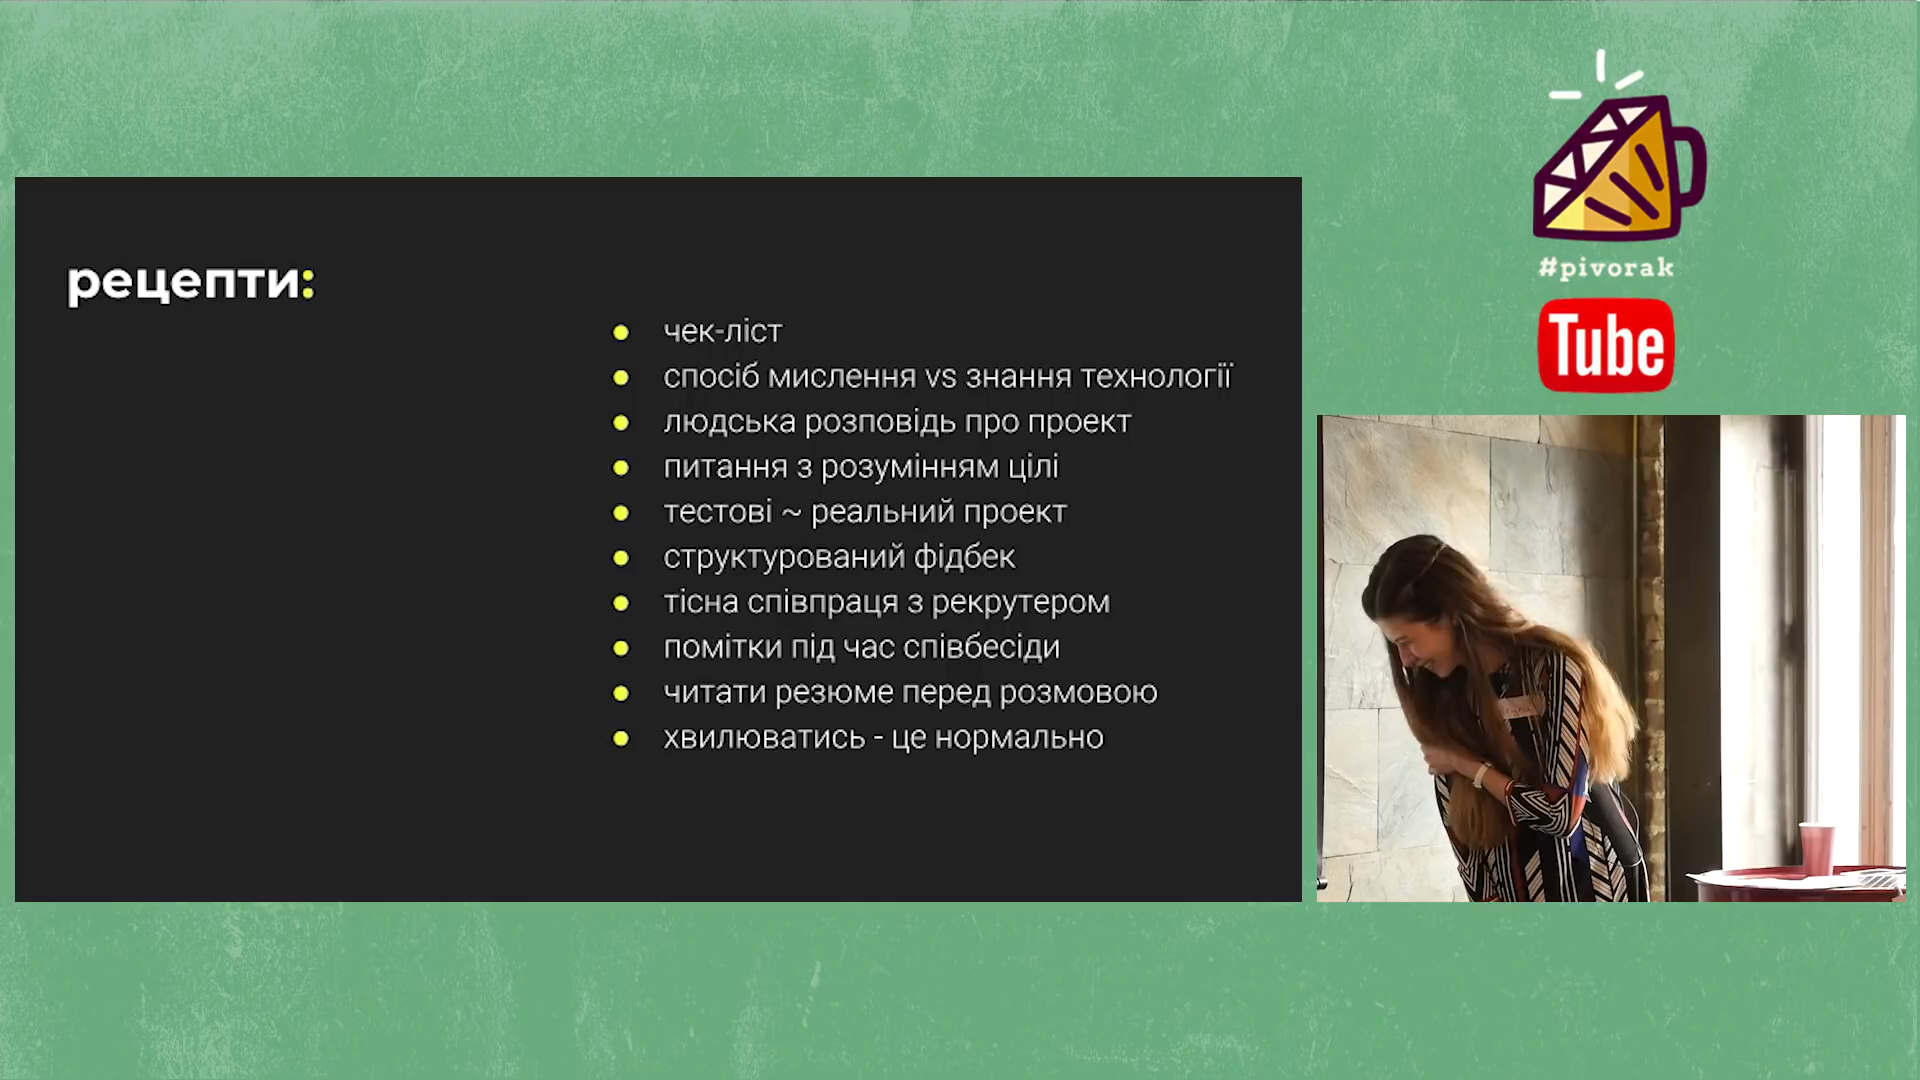 рецепти:
чек-ліст
спосіб мислення vs знання технології
людська розповідь про проект
питання з розумінням цілі
тестові ~ реальний проект
структурований фідбек
тісна співпраця з рекрутером
помітки під час співбесіди
читати резюме перед розмовою
хвилюватись - це нормально
#pivorak
Tube